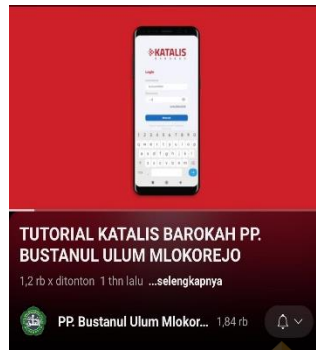 KATALIS
BAROKAH
Login
TUTORIAL KATALIS BAROKAH PP.
BUSTANUL ULUM MLOKOREJO
1,2 rb x ditonton 1 thn lalu ...selengkapnya
PP. Bustanul Ulum Mlokor... 1,84 rb